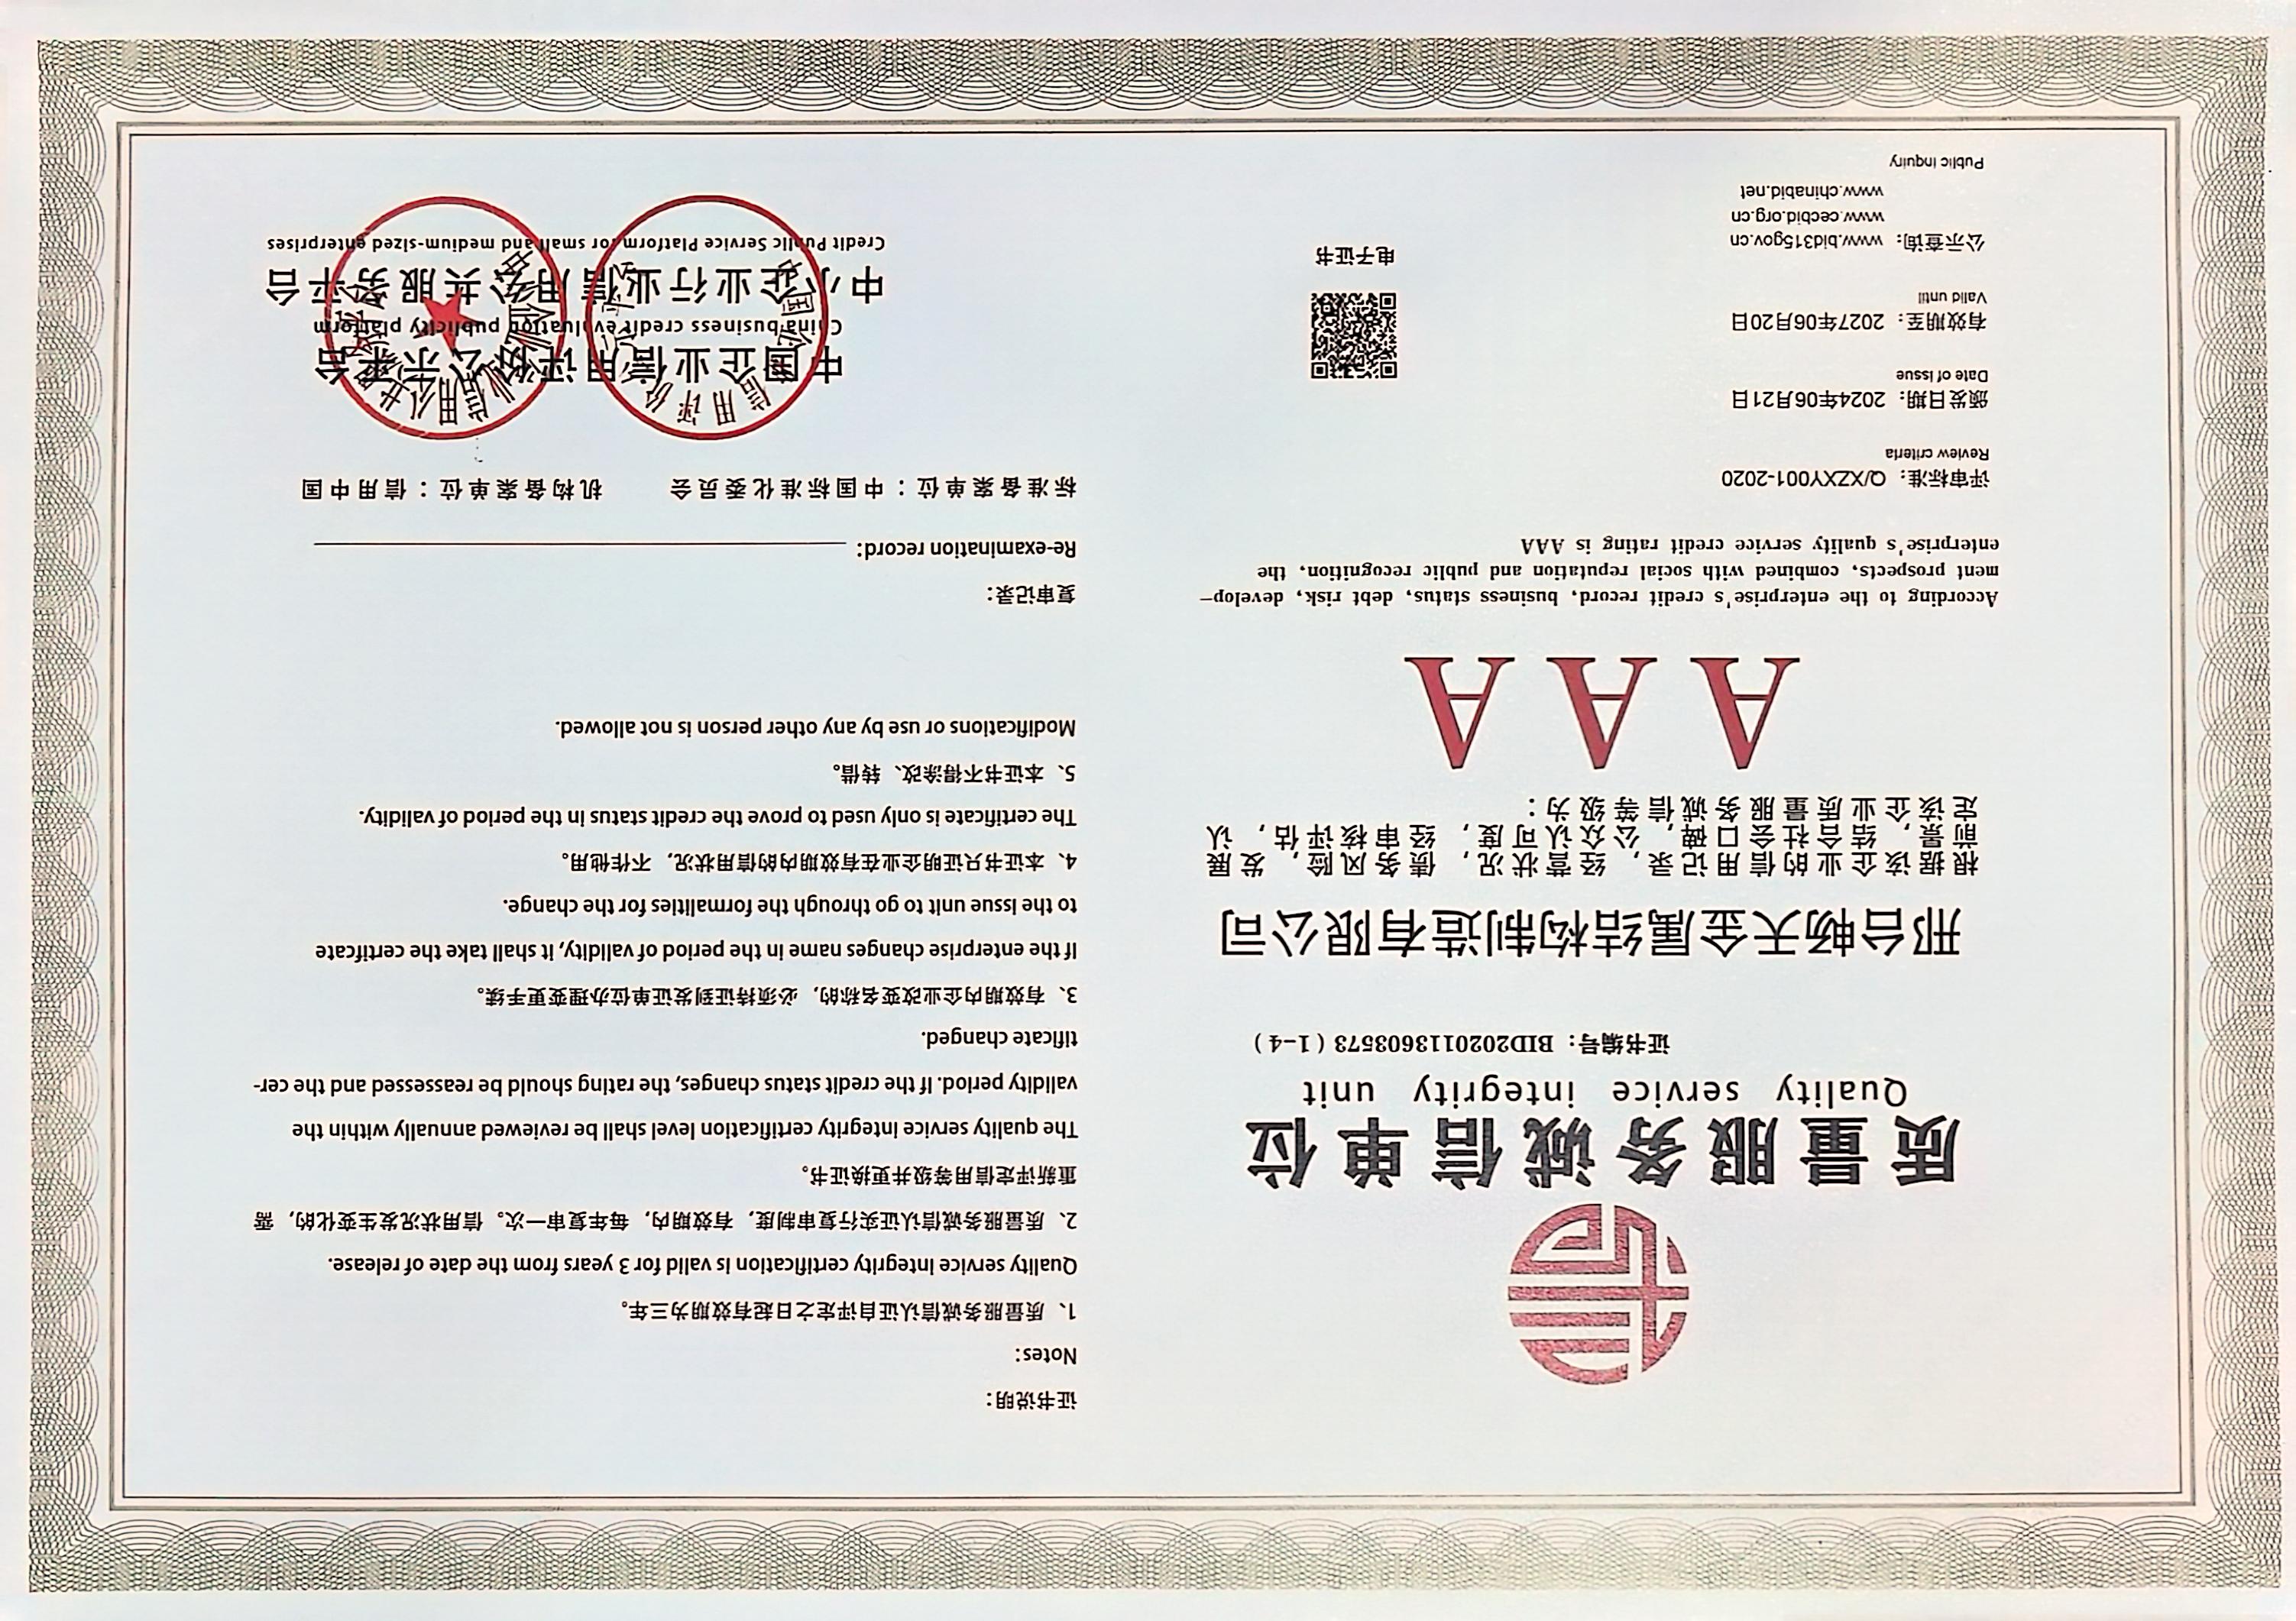 质量服务诚信单位
Quality service integrity unit
证书编号：BID2020113603573（1-4）
邢台畅天金属结构制造有限公司
根据该企业的信用记录，经营状况，债务风险，发展
前景，结合社会口碑，公众认可度，经审核评估，认
定该企业质量服务诚信等级为：
AAA
According to the enterprise's credit record, business status, debt risk, develop-
ment prospects, combined with social reputation and public recognition, the
enterprise's quality service credit rating is AAA
评审标准：Q/XZXY001-2020
Review criteria
颁发日期：2024年06月21日
Date of issue
有效期至：2027年06月20日
Valid until
公示查询：www.bid315gov.cn
www.cecbid.org.cn
www.chinabid.net
Public inquiry
电子证书
证书说明：
Notes:
1、质量服务诚信认证自评定之日起有效期为三年。
Quality service integrity certification is valid for 3 years from the date of release.
2、质量服务诚信认证实行复审制度，有效期内，每年复审一次。信用状况发生变化的，需
重新评定信用等级并更换证书。
The quality service integrity certification level shall be reviewed annually within the
validity period. If the credit status changes, the rating should be reassessed and the cer-
tificate changed.
3、有效期内企业改变名称的，必须持证到发证单位办理变更手续。
If the enterprise changes name in the period of validity, it shall take the certifcate
to the issue unit to go through the formalities for the change.
4、本证书只证明企业在有效期内的信用状况，不作他用。
The certificate is only used to prove the credit status in the period of validity.
5、本证书不得涂改、转借。
Modifications or use by any other person is not allowed.
复审记录：
Re-examination record:
标准备案单位：中国标准化委员会 机构备案单位：信用中国
中国企业信用评价公示平台
China business credit evaluation publicity platform
中小企业行业信用公共服务平台
Credit Public Service Platform for small and medium-sized enterprises